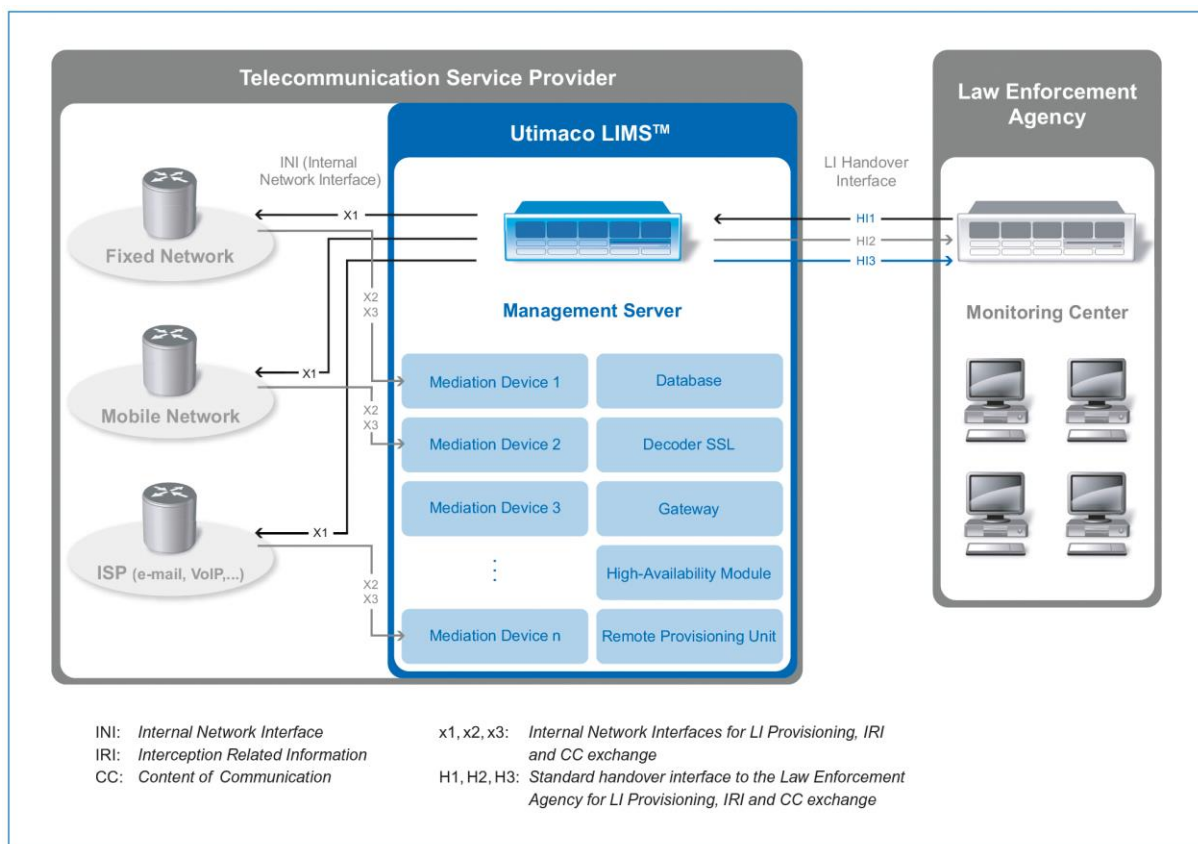 Telecommunication Service Provider
Law Enforcement
Agency
Utimaco LIMS™
INI (Internal
Network Interface)
LI Handover
Interface
X1
HI1
HI2
HI3
Fixed Network
X2
X3
Management Server
Monitoring Center
X1
Mobile Network
X2
X3
Mediation Device 1
Database
Mediation Device 2
Decoder SSL
Mediation Device 3
Gateway
X1
ISP (e-mail, VoIP,...)
X2
X3
⋮
High-Availability Module
Mediation Device n
Remote Provisioning Unit
INI: Internal Network Interface
IRI: Interception Related Information
CC: Content of Communication
x1, x2, x3: Internal Network Interfaces for LI Provisioning, IRI
and CC exchange
H1, H2, H3: Standard handover interface to the Law Enforcement
Agency for LI Provisioning, IRI and CC exchange